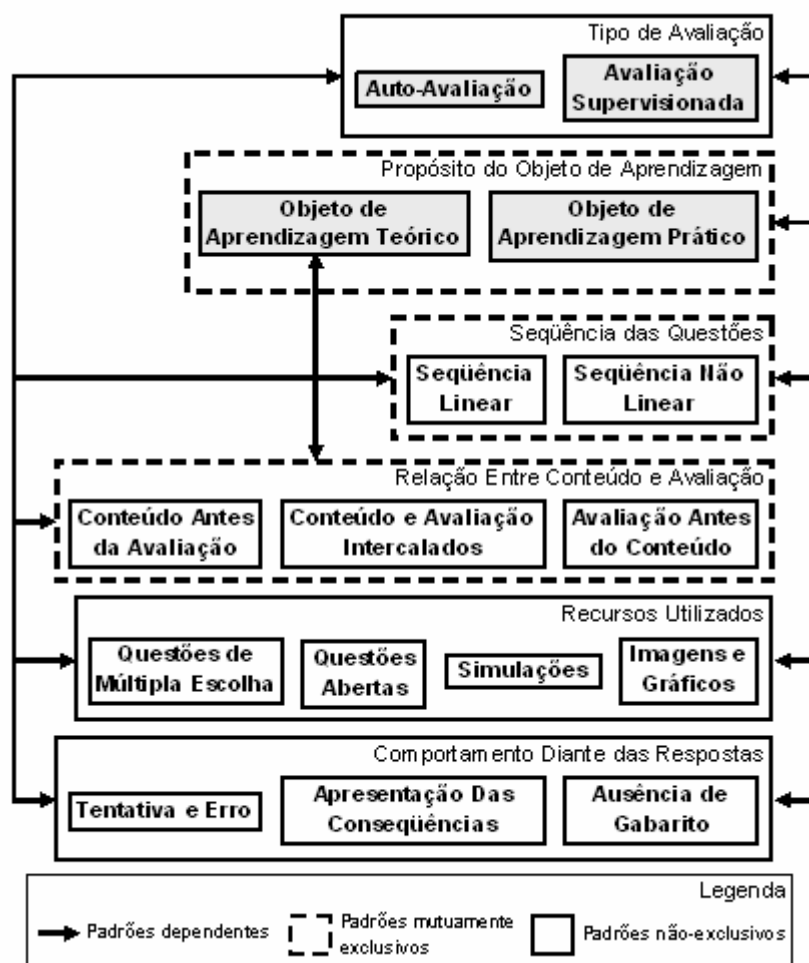 Tipo de Avaliação
Auto-Avaliação
Avaliação
Supervisionada
Propósito do Objeto de Aprendizagem
Objeto de
Aprendizagem Teórico
Objeto de
Aprendizagem Prático
Seqüência das Questões
Seqüência
Linear
Seqüência Não
Linear
Relação Entre Conteúdo e Avaliação
Conteúdo Antes
da Avaliação
Conteúdo e Avaliação
Intercalados
Avaliação Antes
do Conteúdo
Recursos Utilizados
Questões de
Múltipla Escolha
Questões
Abertas
Simulações
Imagens e
Gráficos
Comportamento Diante das Respostas
Tentativa e Erro
Apresentação Das
Conseqüências
Ausência de
Gabarito
Legenda
Padrões dependentes
Padrões mutuamente
exclusivos
Padrões não-exclusivos